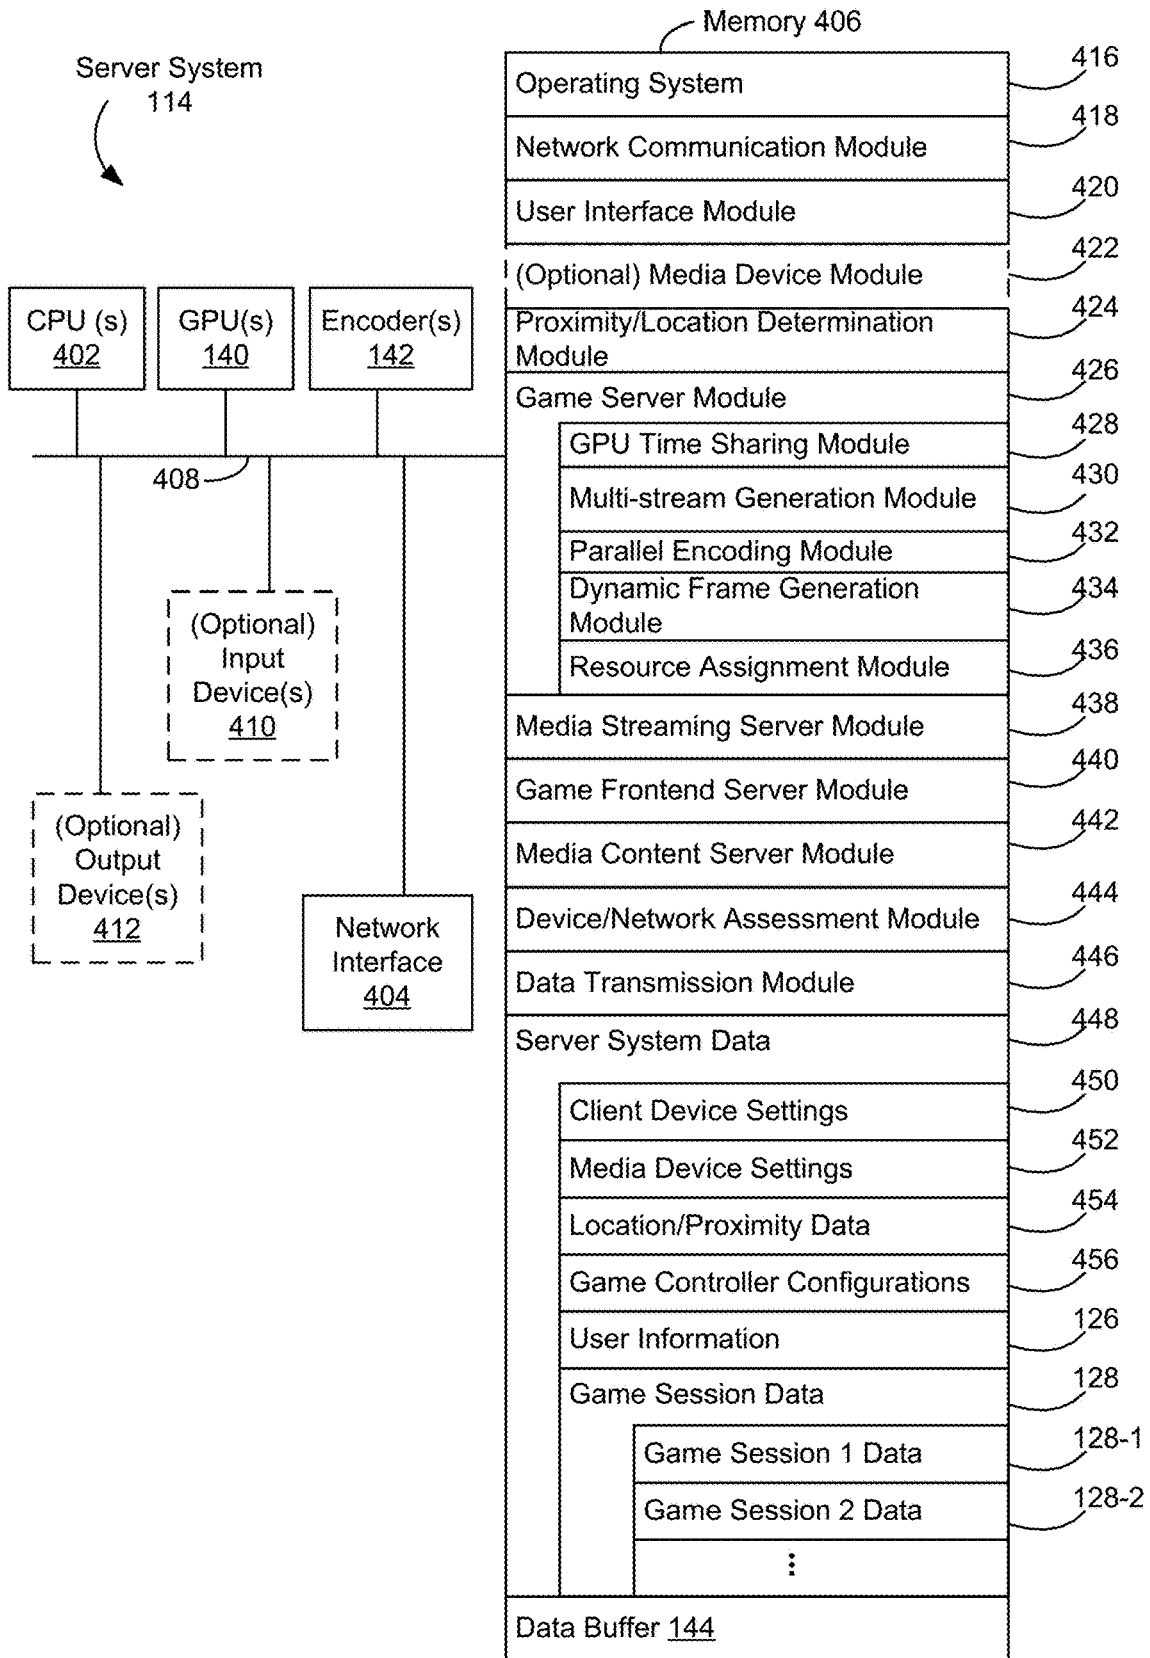 Memory 406
Server System
114
Operating System
416
Network Communication Module
418
User Interface Module
420
(Optional) Media Device Module
422
Proximity/Location Determination
Module
424
Game Server Module
426
GPU Time Sharing Module
428
Multi-stream Generation Module
430
Parallel Encoding Module
432
Dynamic Frame Generation
Module
434
Resource Assignment Module
436
Media Streaming Server Module
438
Game Frontend Server Module
440
Media Content Server Module
442
Device/Network Assessment Module
444
Data Transmission Module
446
Server System Data
448
Client Device Settings
450
Media Device Settings
452
Location/Proximity Data
454
Game Controller Configurations
456
User Information
126
Game Session Data
128
Game Session 1 Data
128-1
Game Session 2 Data
128-2
...
Data Buffer 144
CPU (s)
402
GPU(s)
140
Encoder(s)
142
408
(Optional)
Input
Device(s)
410
(Optional)
Output
Device(s)
412
Network
Interface
404